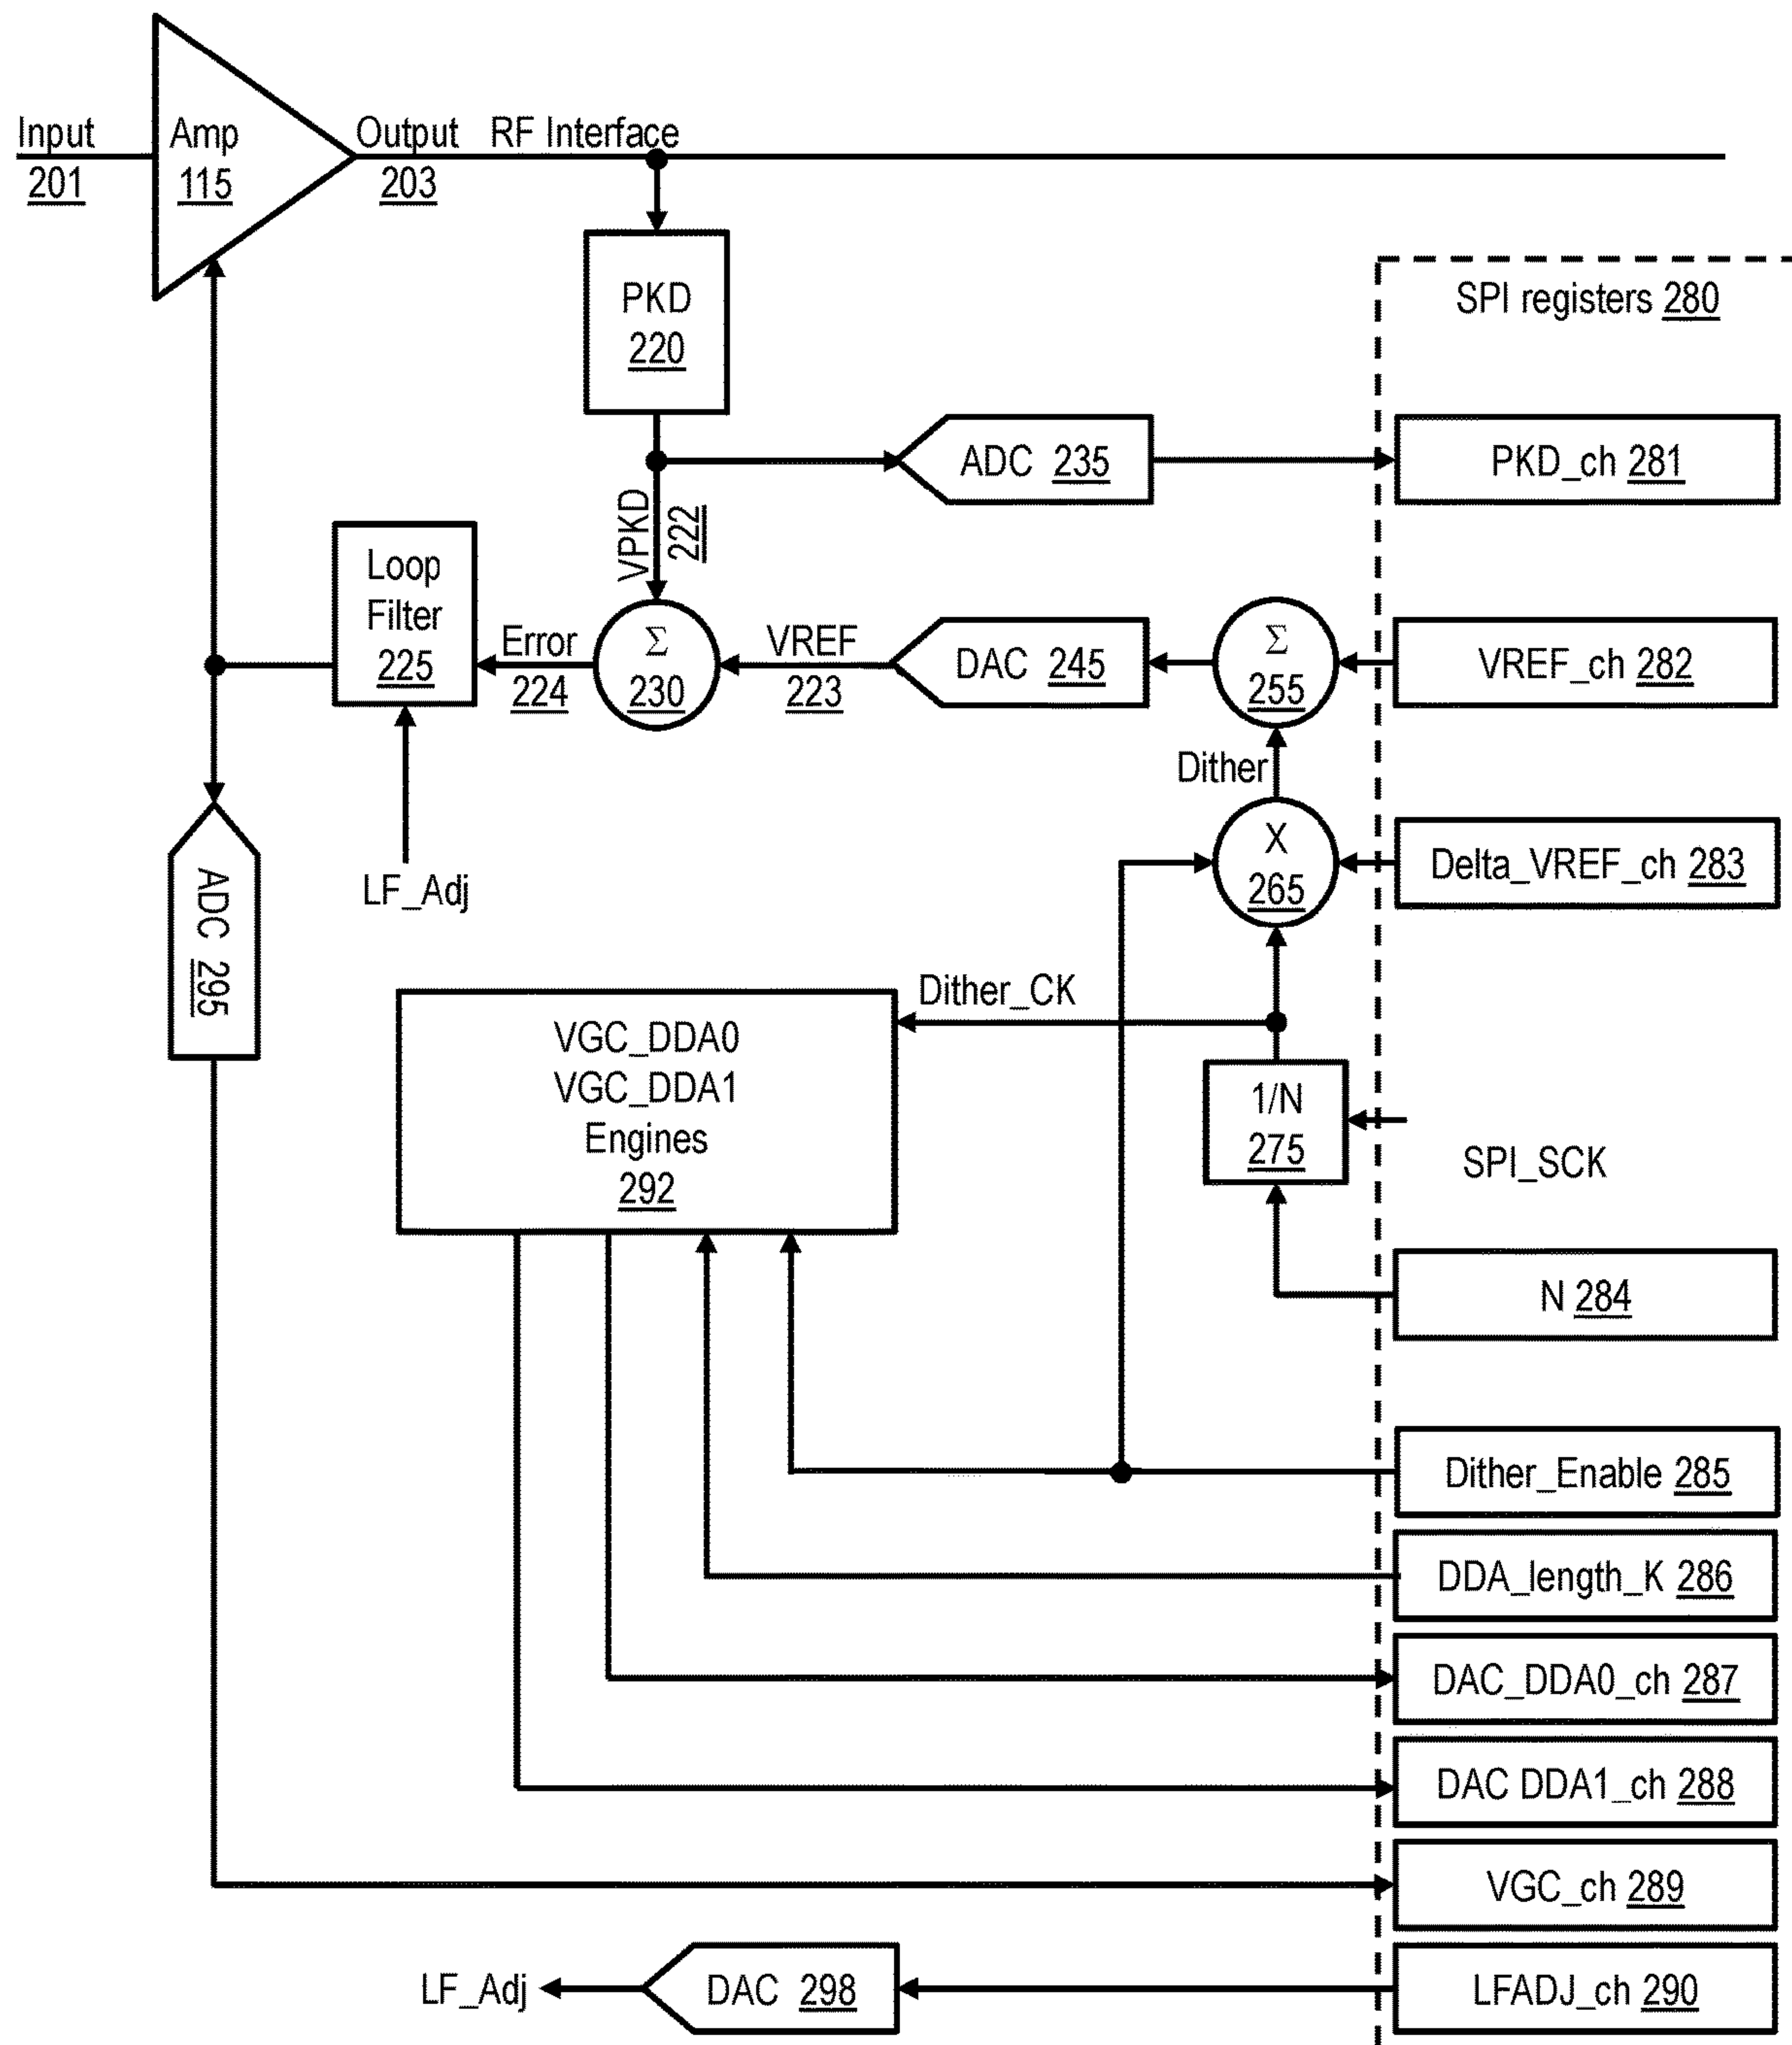 Input
201
Amp
115
Output
203
RF Interface
PKD
220
SPI registers 280
ADC 235
PKD_ch 281
VPKD
222
Loop
Filter
225
Error
224
Σ
230
VREF
223
DAC 245
Σ
255
VREF_ch 282
Dither
LF_Adj
X
265
Delta_VREF_ch 283
ADC 295
Dither_CK
VGC_DDA0
VGC_DDA1
Engines
292
1/N
275
SPI_SCK
N 284
Dither_Enable 285
DDA_length_K 286
DAC_DDA0_ch 287
DAC DDA1_ch 288
VGC_ch 289
LF_Adj
DAC 298
LFADJ_ch 290